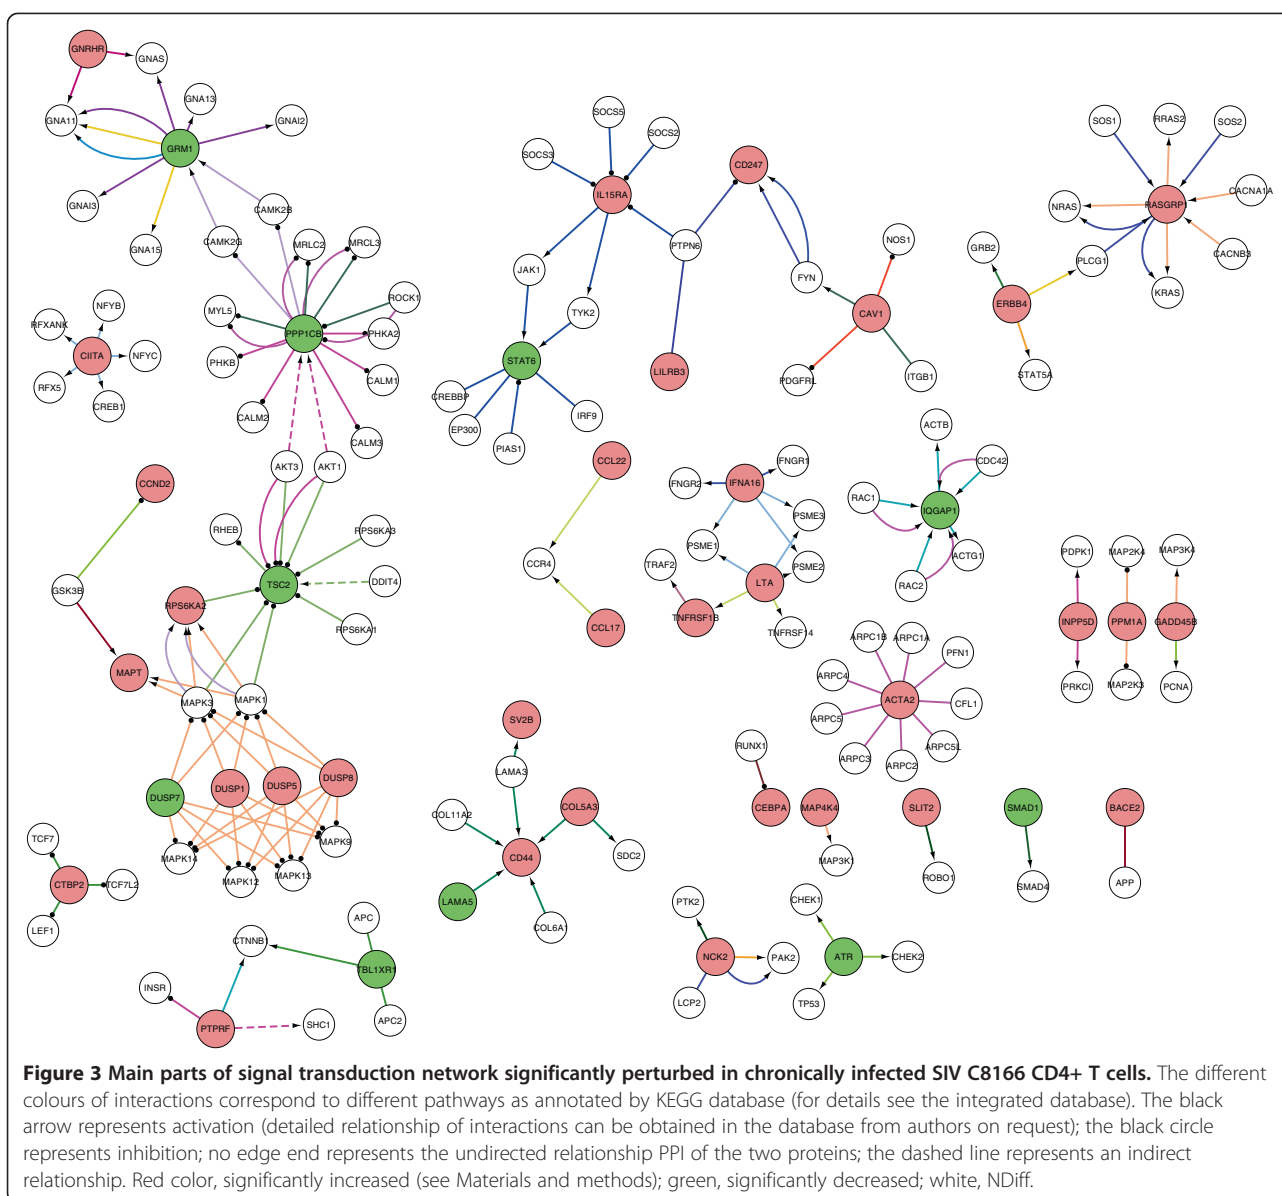 GNRHR
GNAS
GNA13
GNA11
GNAI2
GRM1
GNAI3
CAMK2B
GNA15
CAMK2G
MRLC2
MRCL3
ROCK1
MYL5
PPP1CB
PHKA2
PHKB
CALM1
CALM2
CALM3
RFXANK
NFYB
CIITA
NFYC
RFX5
CREB1
SOCS5
SOCS3
SOCS2
IL15RA
CD247
PTPN6
JAK1
TYK2
STAT6
CREBBP
EP300
PIAS1
IRF9
LILRB3
NOS1
FYN
CAV1
PDGFRL
ITGB1
SOS1
RRAS2
SOS2
NRAS
RASGRP1
CACNA1A
GRB2
PLCG1
CACNB3
KRAS
ERBB4
STAT5A
AKT3
AKT1
CCND2
RHEB
RPS6KA3
GSK3B
TSC2
DDIT4
RPS6KA2
RPS6KA1
MAPT
MAPK3
MAPK1
DUSP7
DUSP1
DUSP5
DUSP8
MAPK14
MAPK12
MAPK13
MAPK9
CCL22
CCR4
CCL17
IFNGR1
IFNGR2
IFNA16
PSME3
PSME1
PSME2
TRAF2
LTA
TNFRSF1B
TNFRSF14
ACTB
CDC42
RAC1
IQGAP1
ACTG1
RAC2
PDPK1
MAP2K4
MAP3K4
INPP5D
PPM1A
GADD45B
PRKCI
MAP2K3
PCNA
ARPC1B
ARPC1A
PFN1
ARPC4
ACTA2
CFL1
ARPC5
ARPC5L
ARPC3
ARPC2
SV2B
LAMA3
COL11A2
COL5A3
CD44
SDC2
LAMA5
COL6A1
RUNX1
CEBPA
MAP4K4
MAP3K1
SLIT2
ROBO1
SMAD1
SMAD4
BACE2
APP
TCF7
CTBP2
TCF7L2
LEF1
APC
CTNNB1
TBL1XR1
INSR
APC2
PTPRF
SHC1
PTK2
NCK2
PAK2
LCP2
CHEK1
ATR
CHEK2
TP53
Figure 3 Main parts of signal transduction network significantly perturbed in chronically infected SIV C8166 CD4+ T cells. The different
colours of interactions correspond to different pathways as annotated by KEGG database (for details see the integrated database). The black
arrow represents activation (detailed relationship of interactions can be obtained in the database from authors on request); the black circle
represents inhibition; no edge end represents the undirected relationship PPI of the two proteins; the dashed line represents an indirect
relationship. Red color, significantly increased (see Materials and methods); green, significantly decreased; white, NDiff.